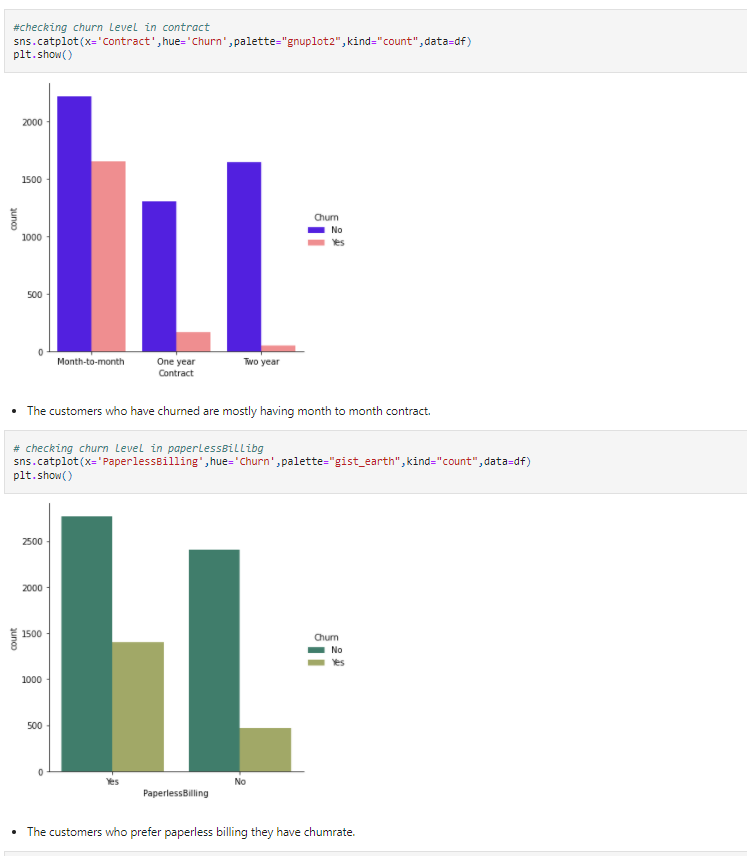 #checking churn level in contract
sns.catplot(x='Contract',hue='Churn',palette="gnuplot2",kind="count",data=df)
plt.show()
2000
1500
1000
500
0
count
Month-to-month One year Two year
Contract
Churn
No
Yes
• The customers who have churned are mostly having month to month contract.
# checking churn level in paperlessBillibg
sns.catplot(x='PaperlessBilling',hue='Churn',palette="gist_earth",kind="count",data=df)
plt.show()
2500
2000
1500
1000
500
0
count
Yes No
PaperlessBilling
Churn
No
Yes
• The customers who prefer paperless billing they have chumrate.